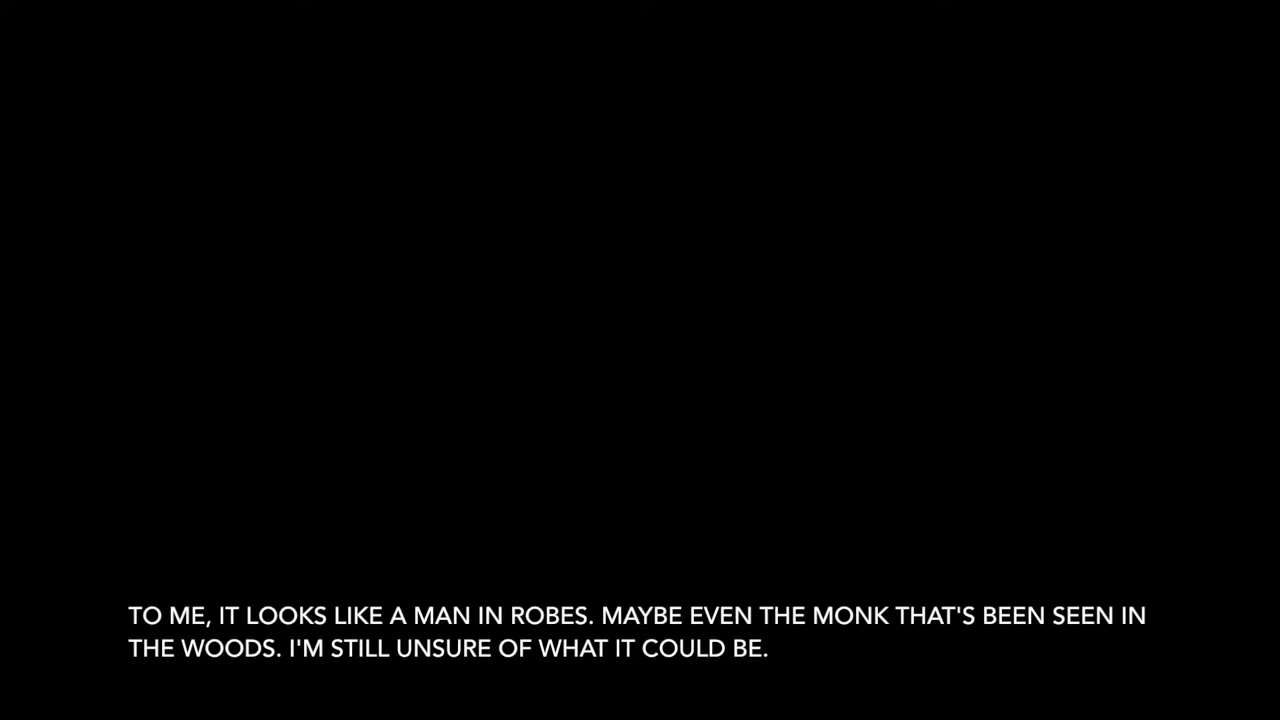 TO ME, IT LOOKS LIKE A MAN IN ROBES. MAYBE EVEN THE MONK THAT'S BEEN SEEN IN
THE WOODS. I'M STILL UNSURE OF WHAT IT COULD BE.